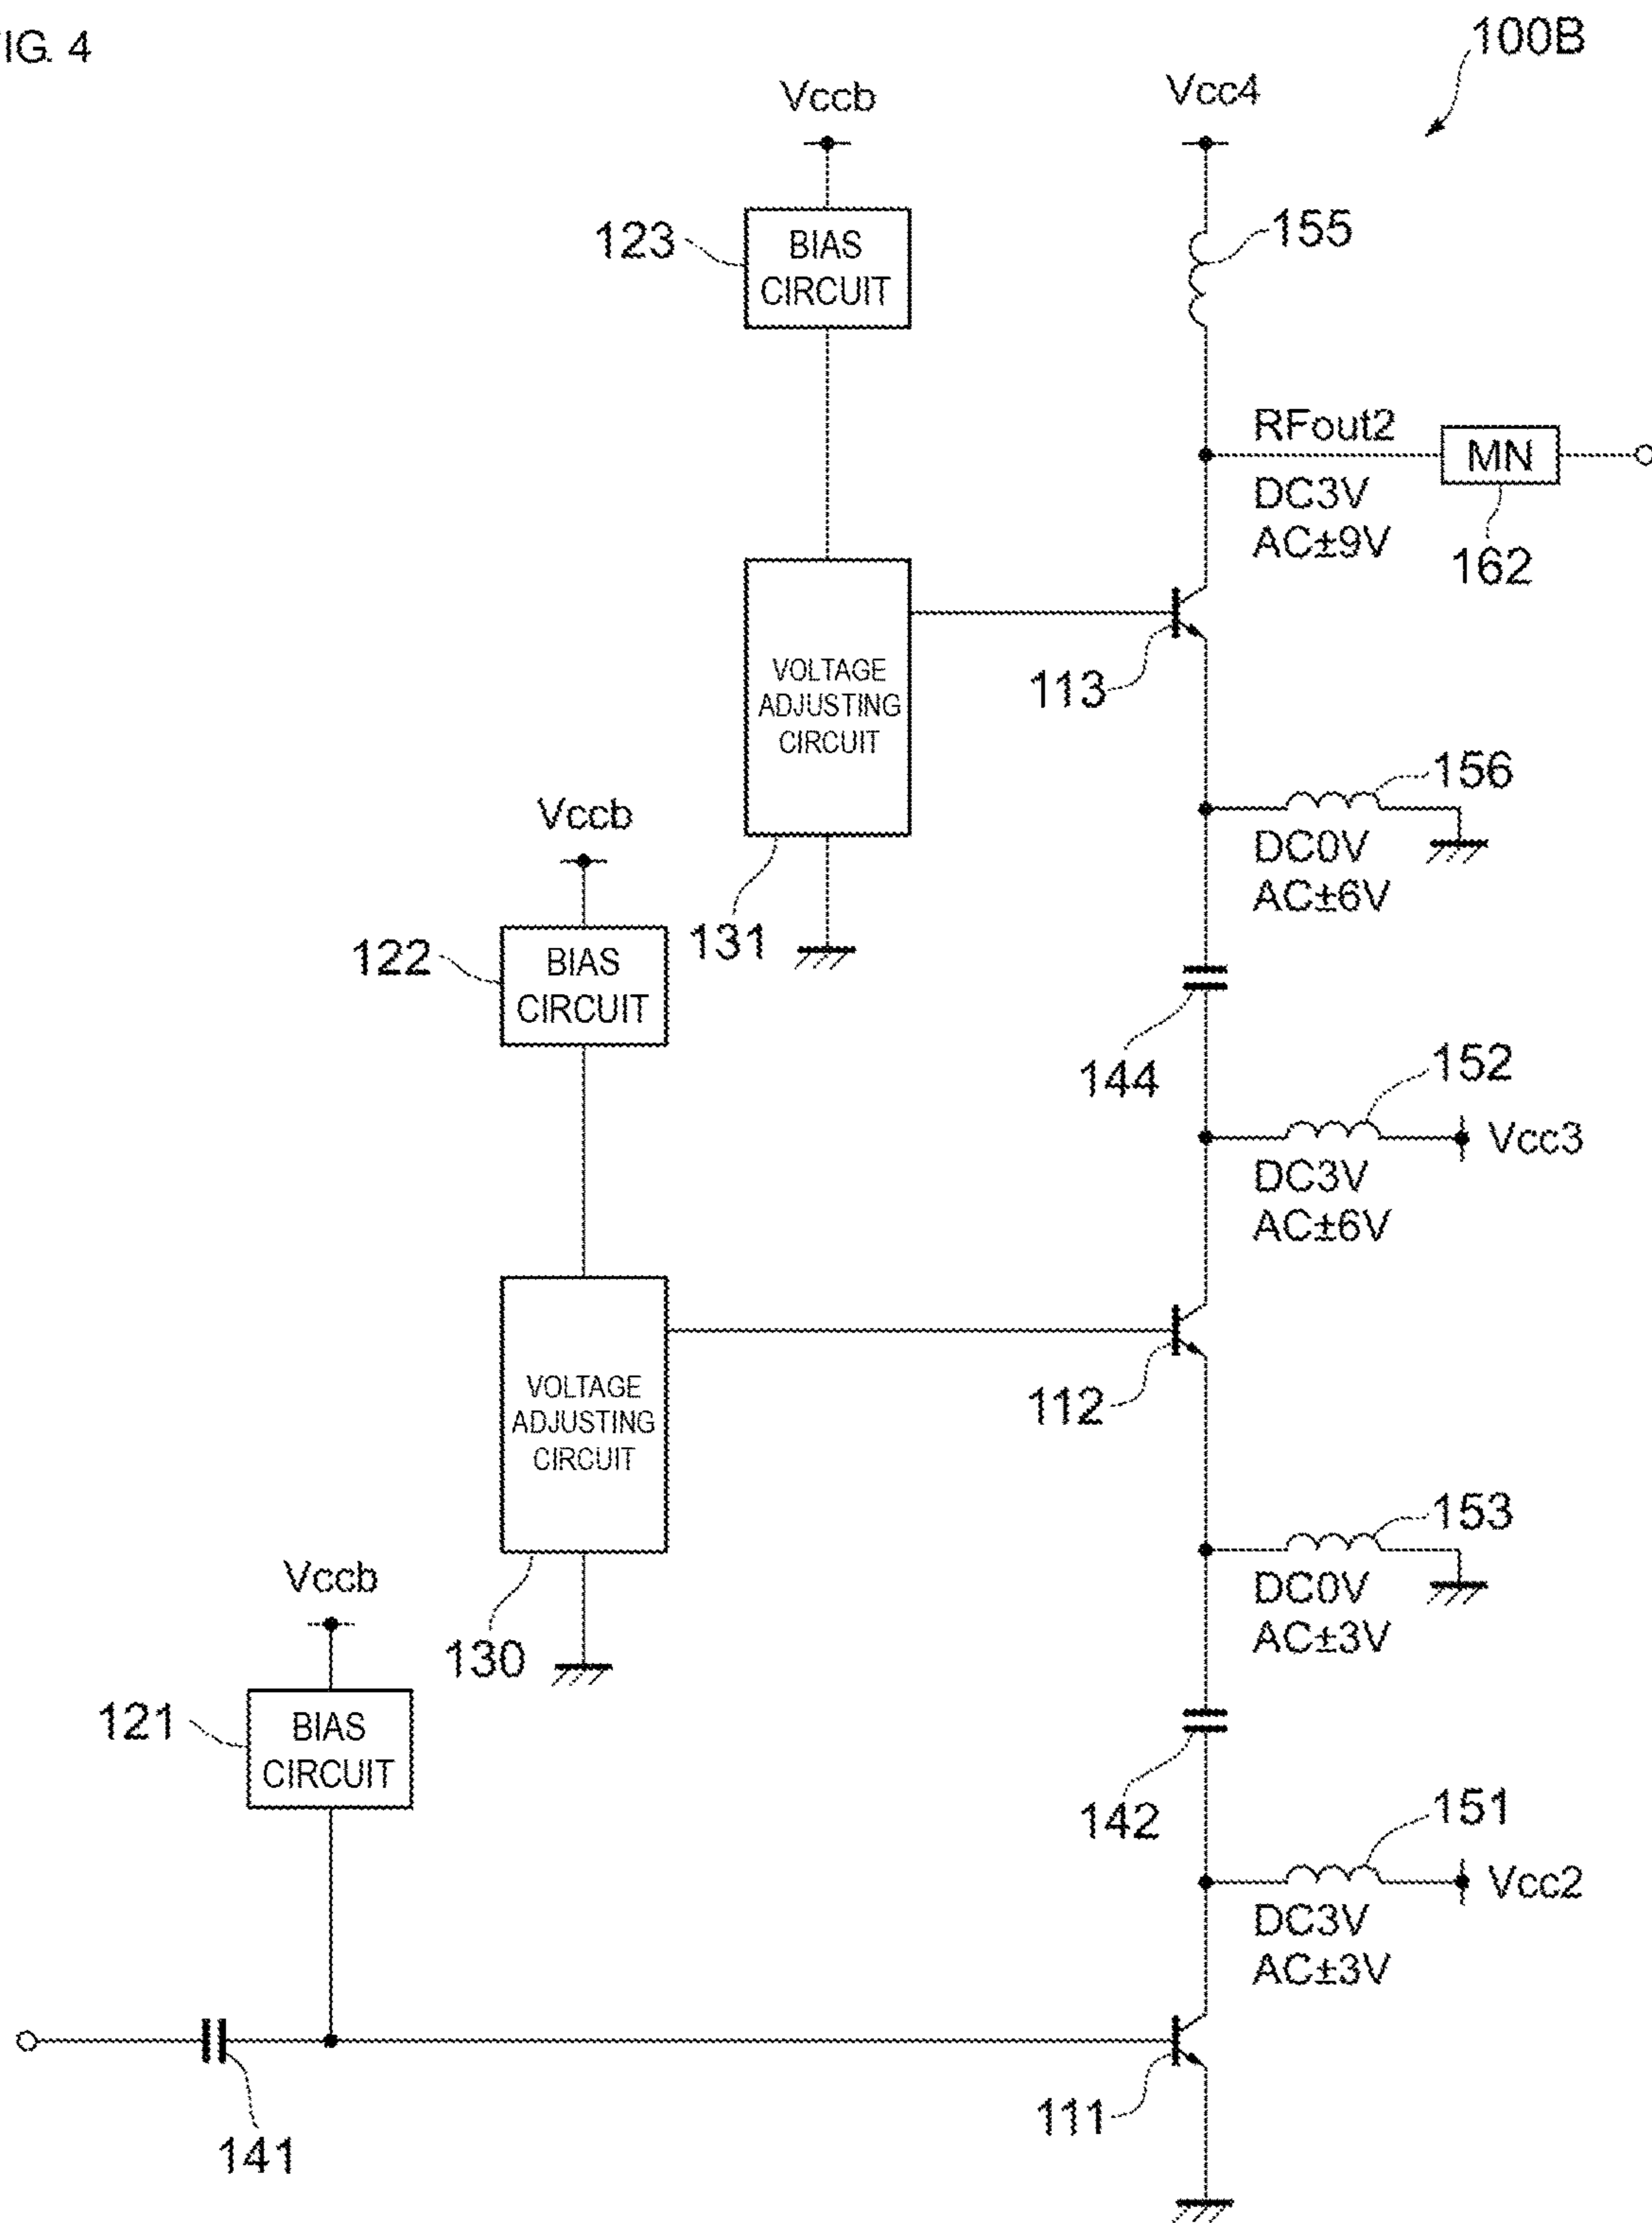 IG. 4
100B
Vccb
Vcc4
123
BIAS
CIRCUIT
155
RFout2
MN
DC3V
AC±9V
162
VOLTAGE
ADJUSTING
CIRCUIT
113
131
156
DC0V
AC±6V
Vccb
122
BIAS
CIRCUIT
144
152
Vcc3
DC3V
AC±6V
VOLTAGE
ADJUSTING
CIRCUIT
112
130
153
DC0V
AC±3V
Vccb
121
BIAS
CIRCUIT
142
151
Vcc2
DC3V
AC±3V
141
111